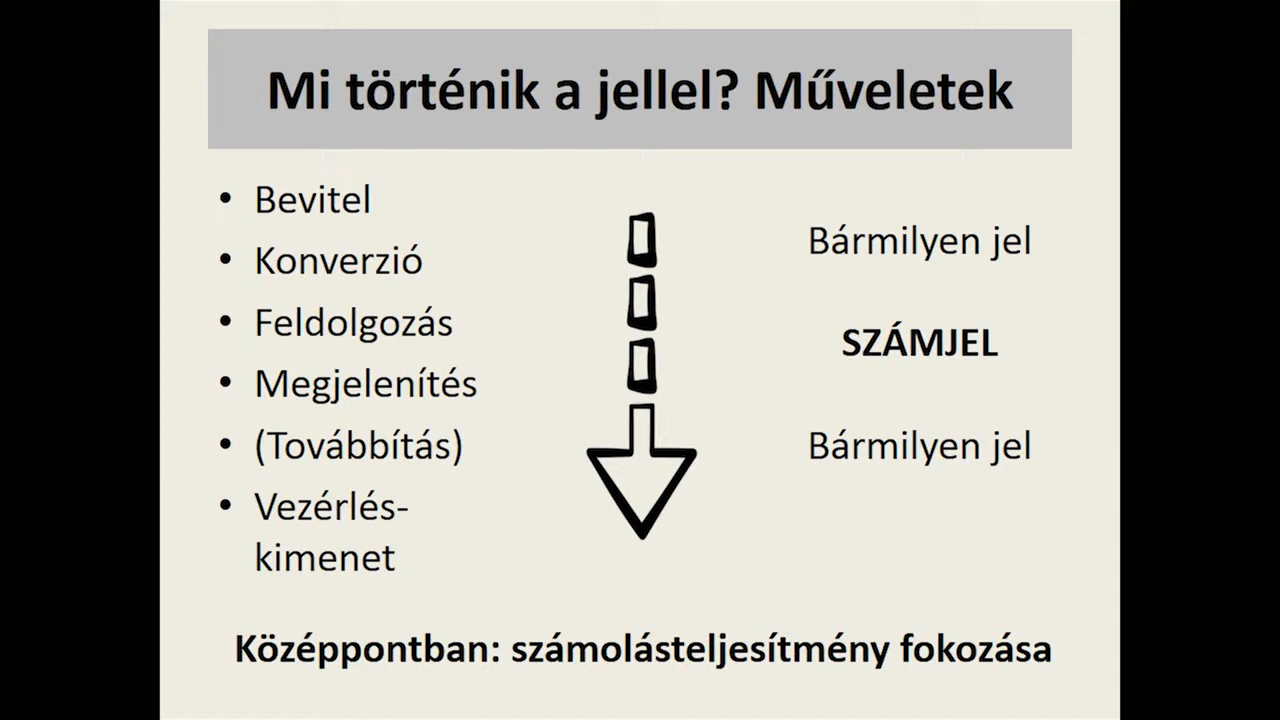 Mi történik a jellel? Műveletek
• Bevitel
• Konverzió
• Feldolgozás
• Megjelenítés
• (Továbbítás)
• Vezérlés-
kimenet
Bármilyen jel
SZÁMJEL
Bármilyen jel
Középpontban: számolásteljesítmény fokozása